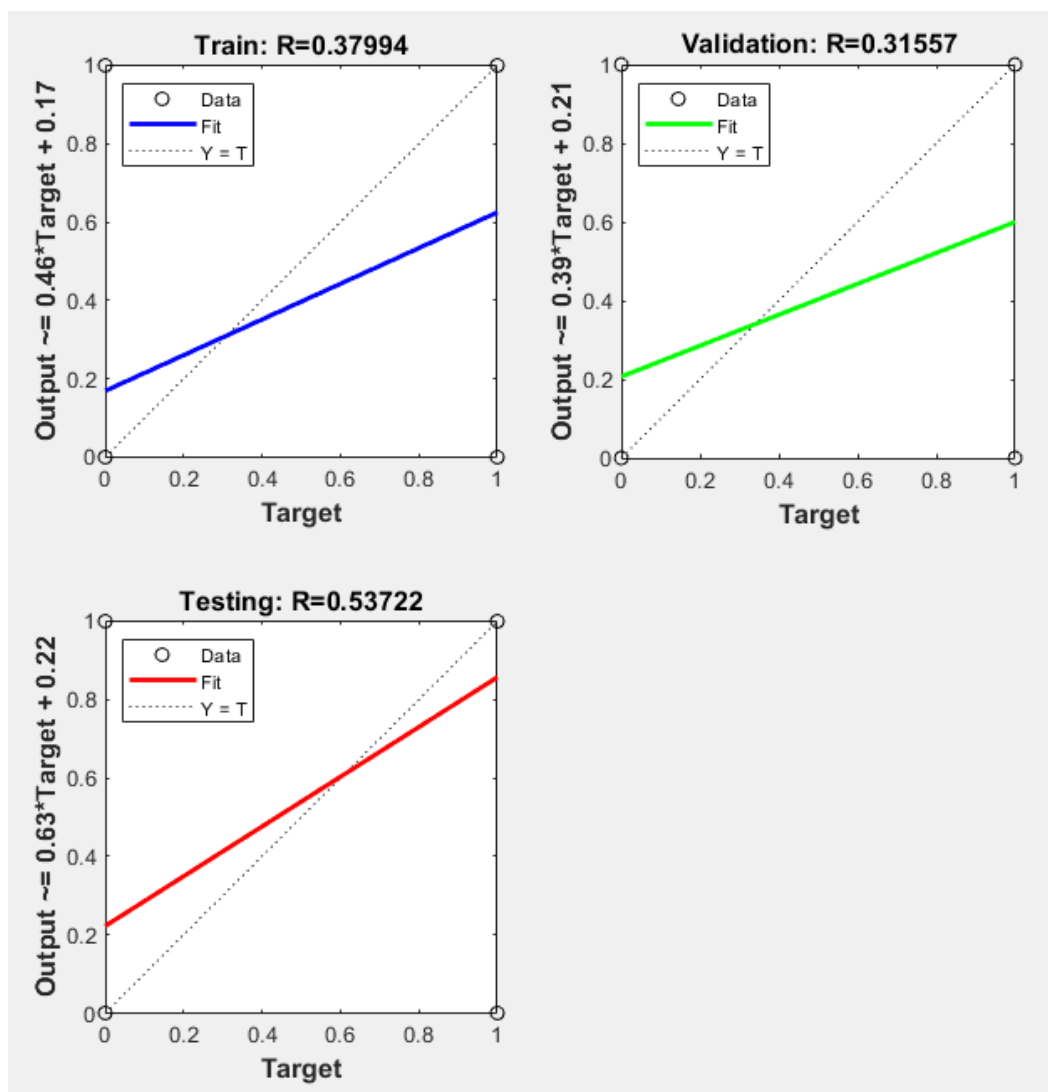 Train: R=0.37994
Output ~= 0.46*Target + 0.17
1
0.8
0.6
0.4
0.2
0
Data
Fit
Y = T
0 0.2 0.4 0.6 0.8 1
Target
Validation: R=0.31557
Output ~= 0.39*Target + 0.21
1
0.8
0.6
0.4
0.2
0
Data
Fit
Y = T
0 0.2 0.4 0.6 0.8 1
Target
Testing: R=0.53722
Output ~= 0.63*Target + 0.22
1
0.8
0.6
0.4
0.2
0
Data
Fit
Y = T
0 0.2 0.4 0.6 0.8 1
Target